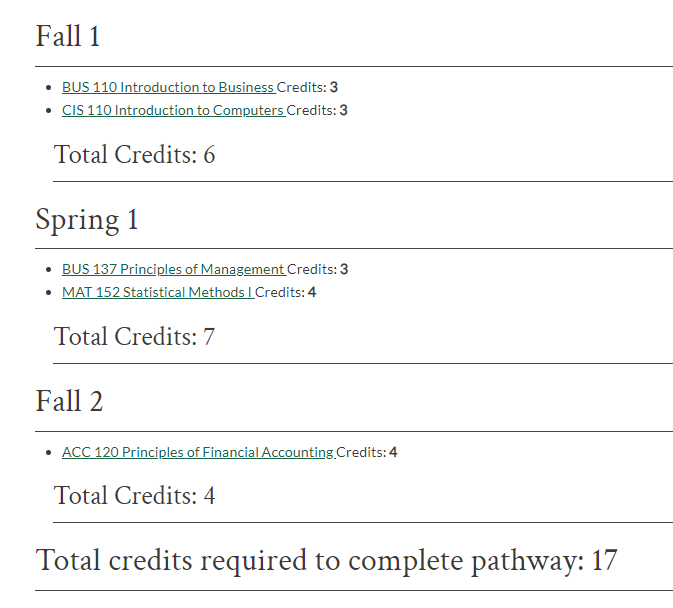 Fall 1
BUS 110 Introduction to Business Credits: 3
CIS 110 Introduction to Computers Credits: 3
Total Credits: 6
Spring 1
BUS 137 Principles of Management Credits: 3
MAT 152 Statistical Methods I Credits: 4
Total Credits: 7
Fall 2
ACC 120 Principles of Financial Accounting Credits: 4
Total Credits: 4
Total credits required to complete pathway: 17